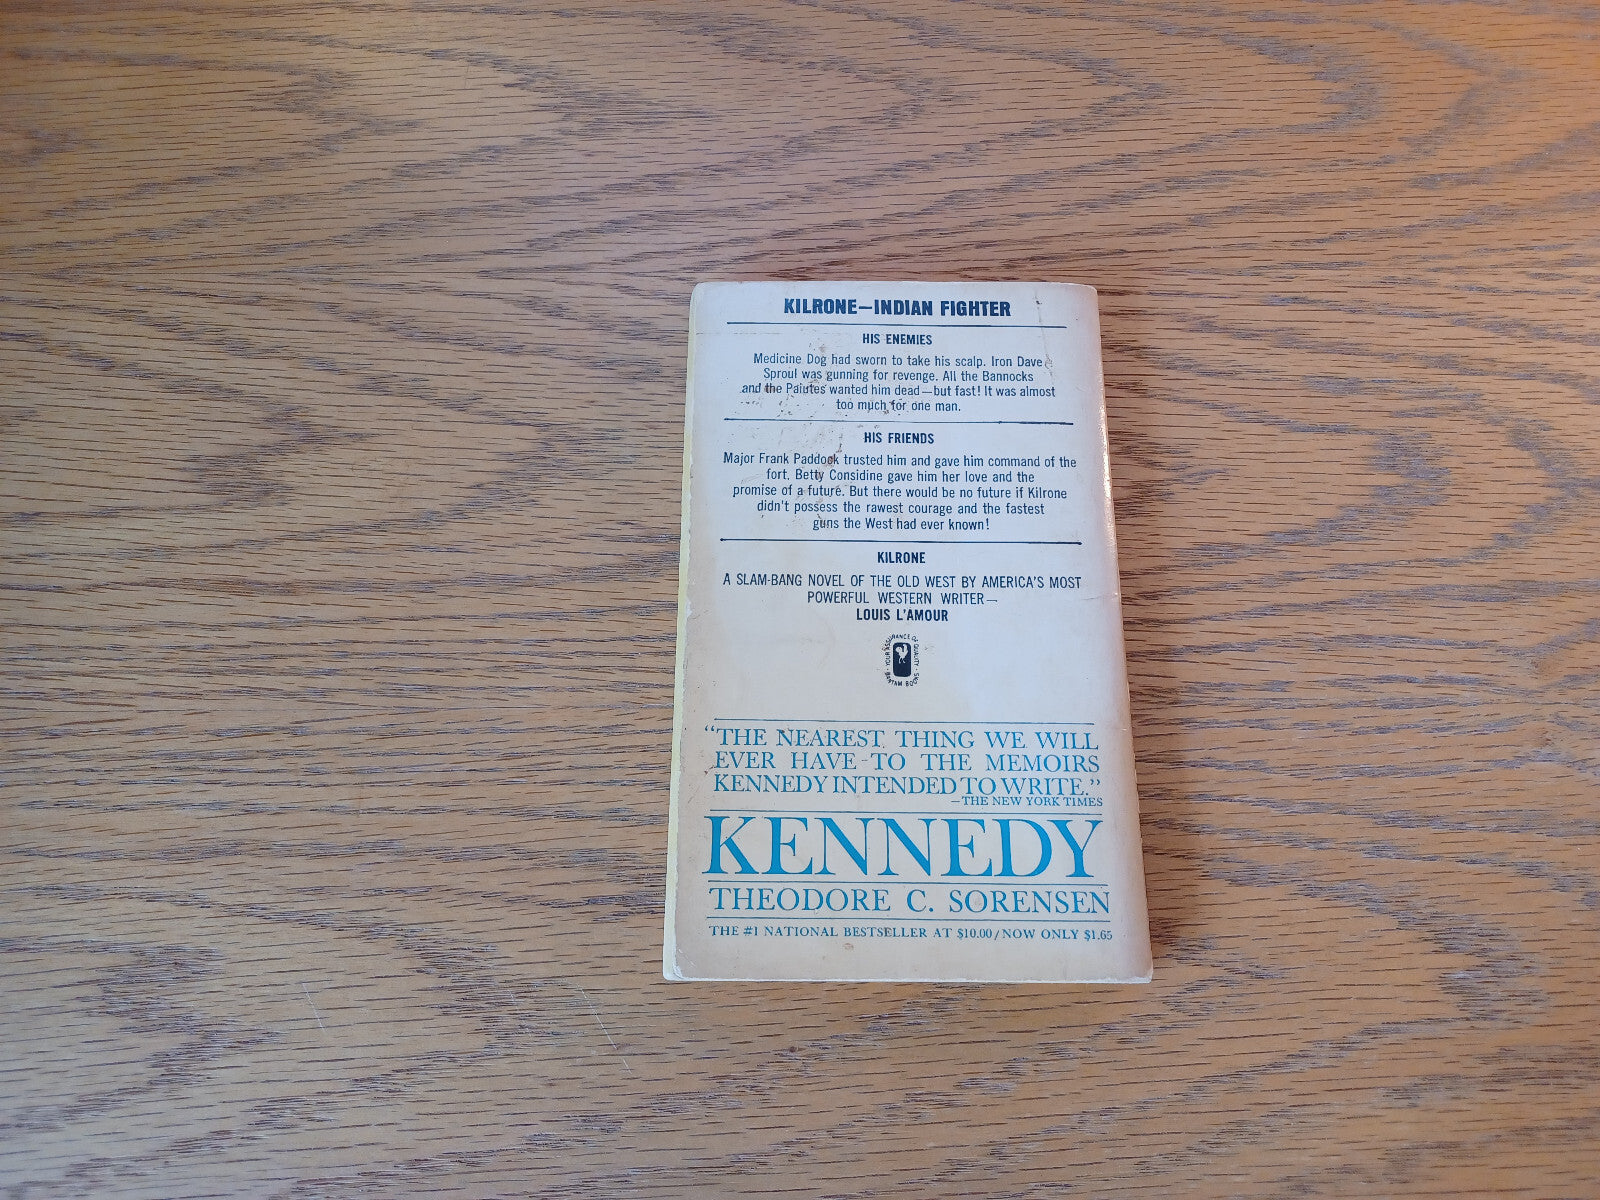 KILRONE—INDIAN FIGHTER
HIS ENEMIES
Medicine Dog had sworn to take his scalp. Iron Dave
Sproul was gunning for revenge. All the Bannocks
and the Paiutes wanted him dead—but fast! It was almost
too much for one man.
HIS FRIENDS
Major Frank Paddock trusted him and gave him command of the
fort. Betty Considine gave him her love and the
promise of a future. But there would be no future if Kilrone
didn't possess the rawest courage and the fastest
guns the West had ever known!
KILRONE
A SLAM-BANG NOVEL OF THE OLD WEST BY AMERICA'S MOST
POWERFUL WESTERN WRITER—
LOUIS L'AMOUR
YOUR ASSURANCE OF QUALITY · BANTAM BOOKS ·
"THE NEAREST THING WE WILL
EVER HAVE TO THE MEMOIRS
KENNEDY INTENDED TO WRITE."
—THE NEW YORK TIMES
KENNEDY
THEODORE C. SORENSEN
THE #1 NATIONAL BESTSELLER AT $10.00/NOW ONLY $1.65